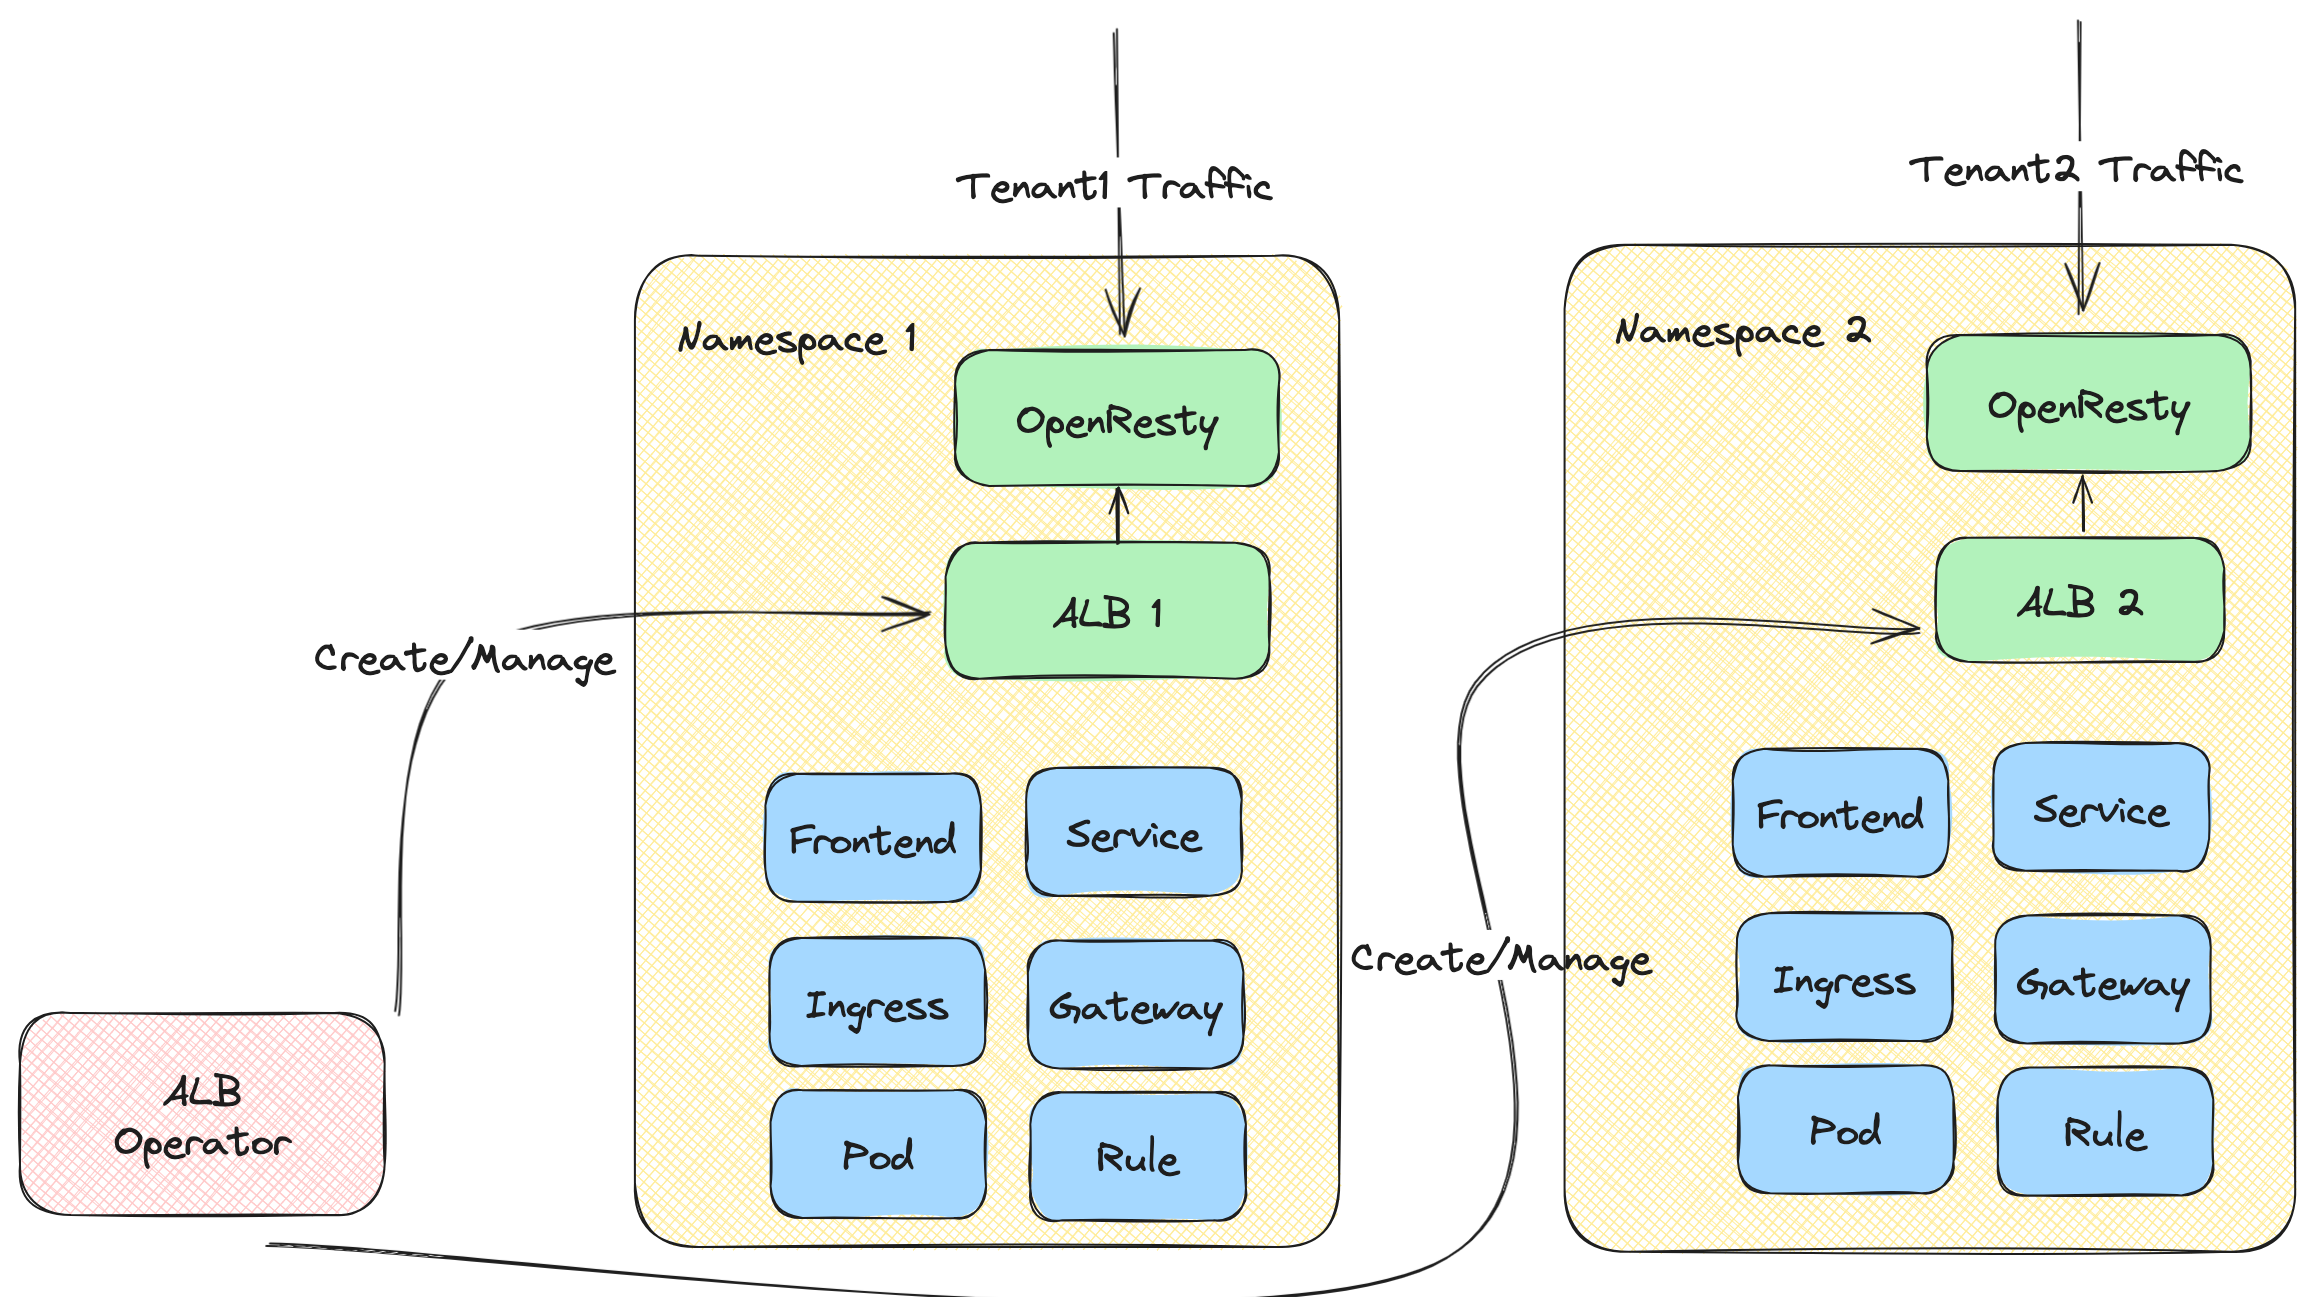 Tenant1 Traffic
Tenant2 Traffic
Namespace 1
OpenResty
ALB 1
Create/Manage
Frontend
Service
Ingress
Gateway
Pod
Rule
ALB
Operator
Namespace 2
OpenResty
ALB 2
Create/Manage
Frontend
Service
Ingress
Gateway
Pod
Rule